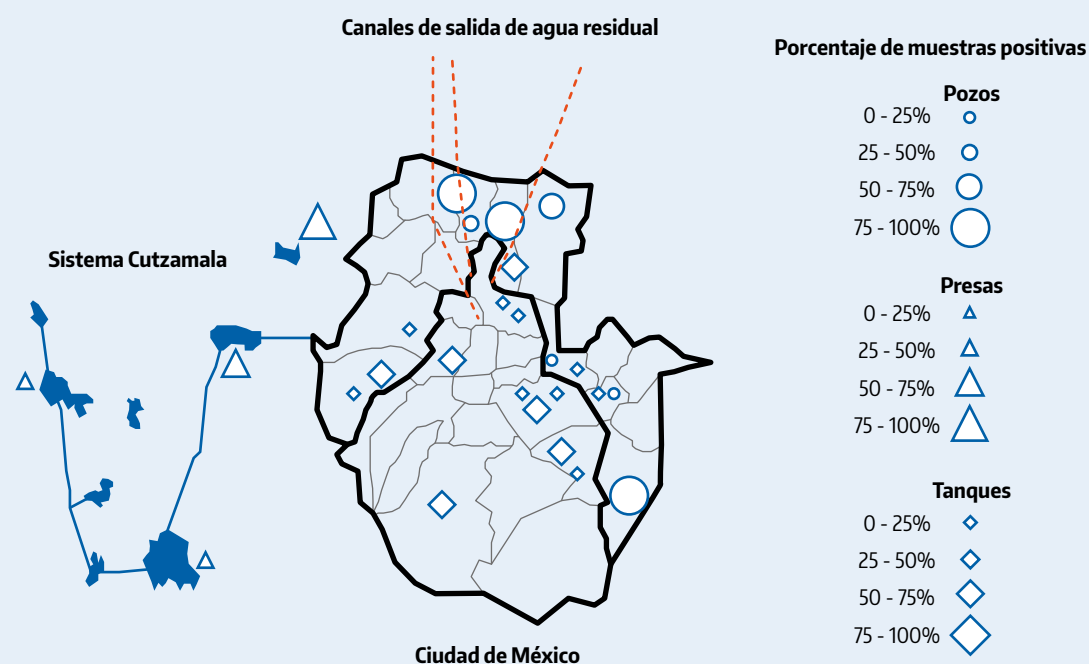 Canales de salida de agua residual
Sistema Cutzamala
Ciudad de México
Porcentaje de muestras positivas
Pozos
0 - 25%
25 - 50%
50 - 75%
75 - 100%
Presas
0 - 25%
25 - 50%
50 - 75%
75 - 100%
Tanques
0 - 25%
25 - 50%
50 - 75%
75 - 100%